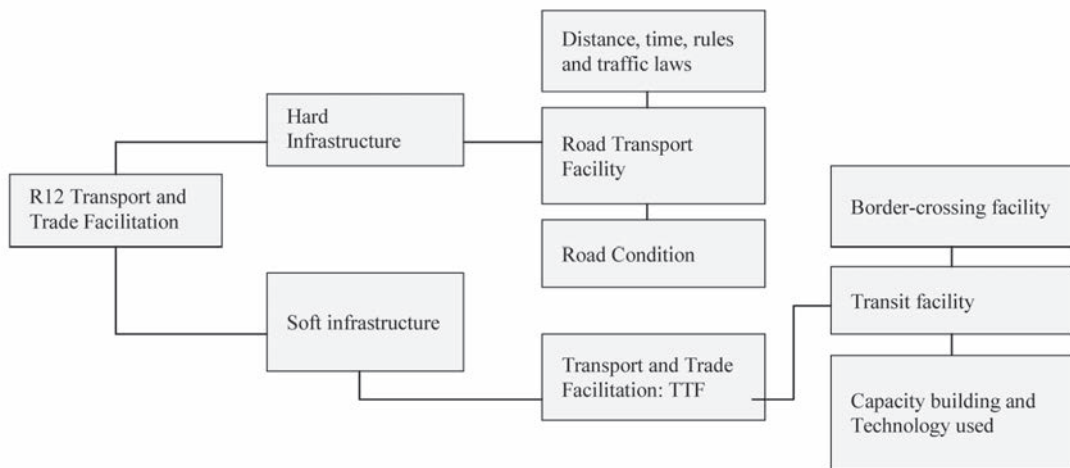 R12 Transport and
Trade Facilitation
Hard
Infrastructure
Soft infrastructure
Distance, time, rules
and traffic laws
Road Transport
Facility
Road Condition
Transport and Trade
Facilitation: TTF
Border-crossing facility
Transit facility
Capacity building and
Technology used